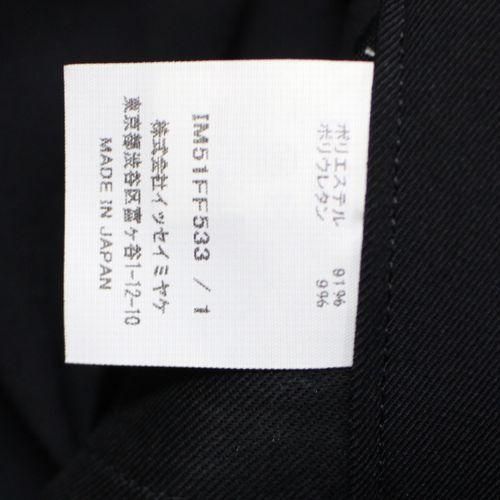 ポリエステル 91%
ポリウレタン 9%
IM51FF533 / 1
株式会社イッセイミヤケ
東京都渋谷区富ヶ谷1-12-10
MADE IN JAPAN